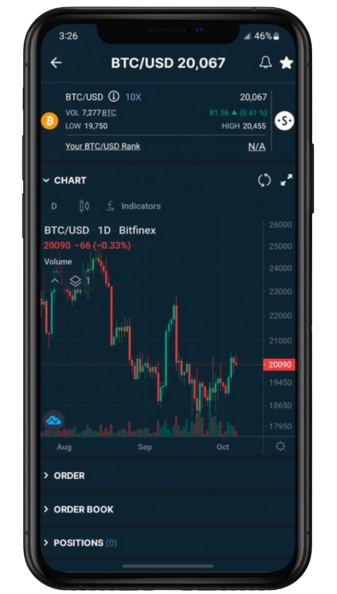 3:26 46%
BTC/USD 20,067
BTC/USD 10X 20,067
VOL 7,277 BTC 81.56 ▲ (0.41 %)
LOW 19,750 HIGH 20,455
Your BTC/USD Rank N/A
CHART
D Indicators
BTC/USD · 1D · Bitfinex
20090 −66 (−0.33%)
Volume
1
26000
25000
24000
23000
22000
21000
20090
19450
18650
17950
Aug Sep Oct
ORDER
ORDER BOOK
POSITIONS (0)